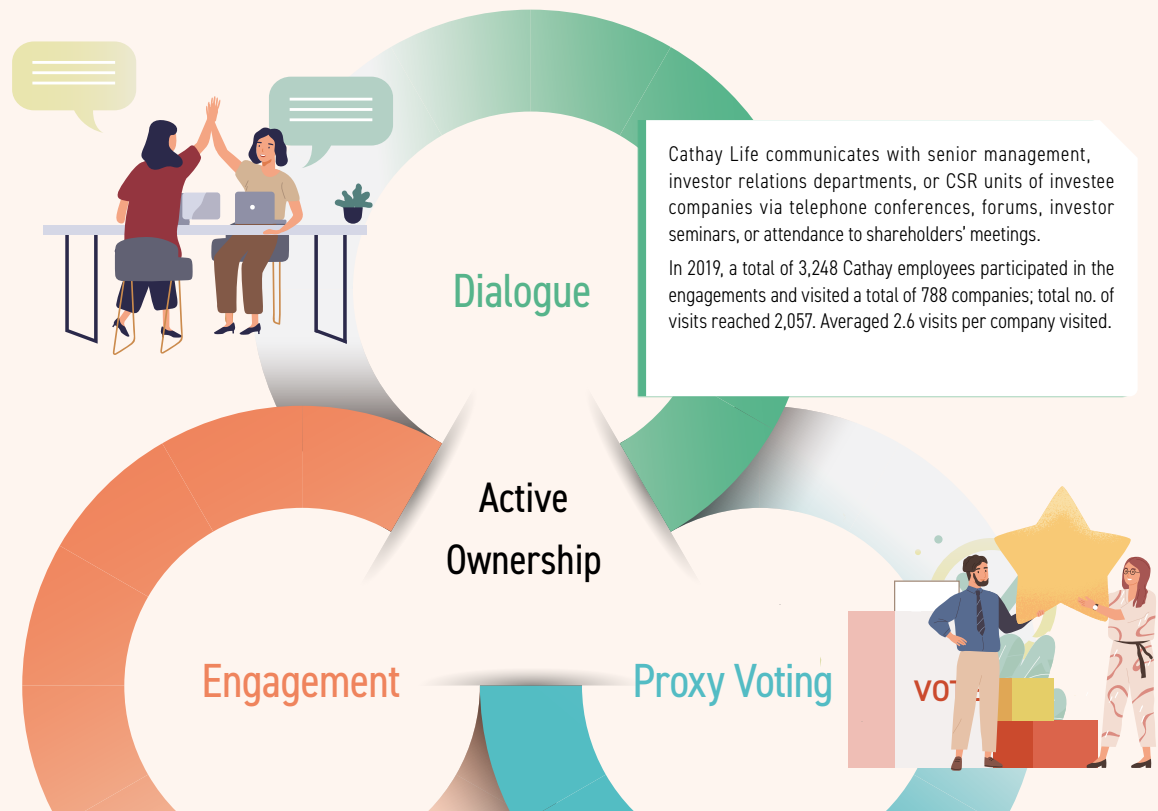 Cathay Life communicates with senior management,
investor relations departments, or CSR units of investee
companies via telephone conferences, forums, investor
seminars, or attendance to shareholders' meetings.
In 2019, a total of 3,248 Cathay employees participated in the
engagements and visited a total of 788 companies; total no. of
visits reached 2,057. Averaged 2.6 visits per company visited.
Dialogue
Active
Ownership
Engagement
Proxy Voting
VOTE